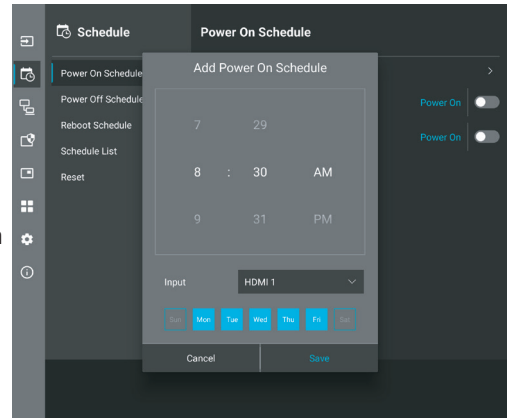 Schedule
Power On Schedule
Power On Schedule
Power Off Schedule
Reboot Schedule
Schedule List
Reset
Power On
Power On
Add Power On Schedule
7 29
8 : 30 AM
9 31 PM
Input HDMI 1
Sun Mon Tue Wed Thu Fri Sat
Cancel Save